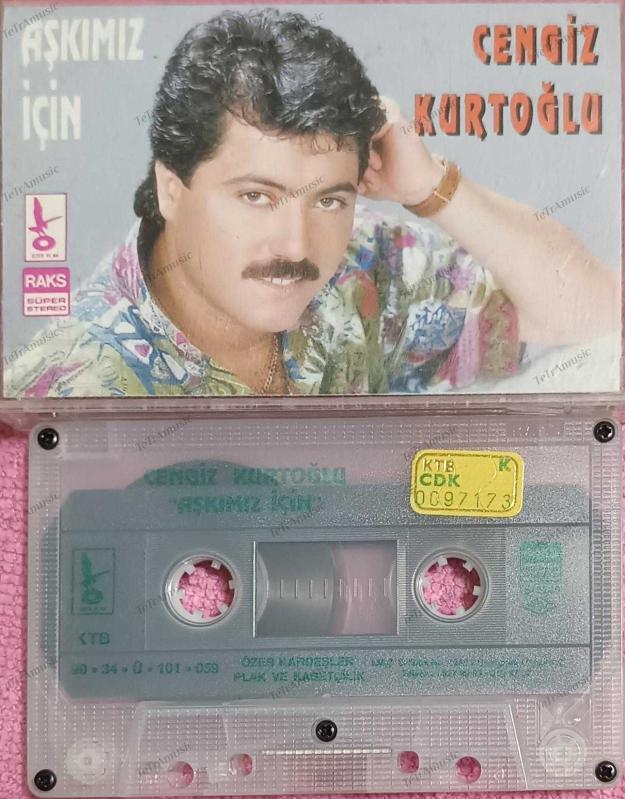 AŞKIMIZ
İÇİN
CENGİZ
KURTOĞLU
RAKS
SÜPER
STEREO
CENGİZ KURTOĞLU
"AŞKIMIZ İÇİN"
KTB K
CDK
0097173
KTB
90 • 34 • Ü • 101 • 059
ÖZER KARDEŞLER
PLAK VE KASETÇİLİK
TeTrAmusic